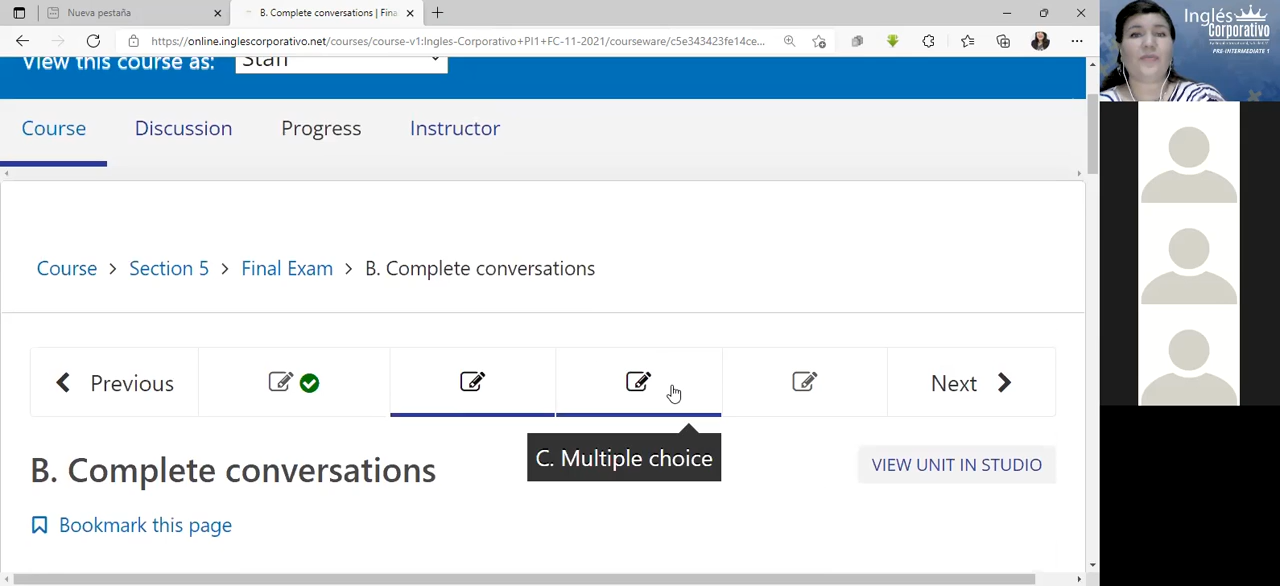 Nueva pestaña
B. Complete conversations | Fina
https://online.inglescorporativo.net/courses/course-v1:Ingles-Corporativo+PI1+FC-11-2021/courseware/c5e343423fe14ce...
View this course as:
Staff
Course
Discussion
Progress
Instructor
Course > Section 5 > Final Exam > B. Complete conversations
Previous
Next
C. Multiple choice
B. Complete conversations
VIEW UNIT IN STUDIO
Bookmark this page
Inglés
Corporativo
PRE-INTERMEDIATE 1